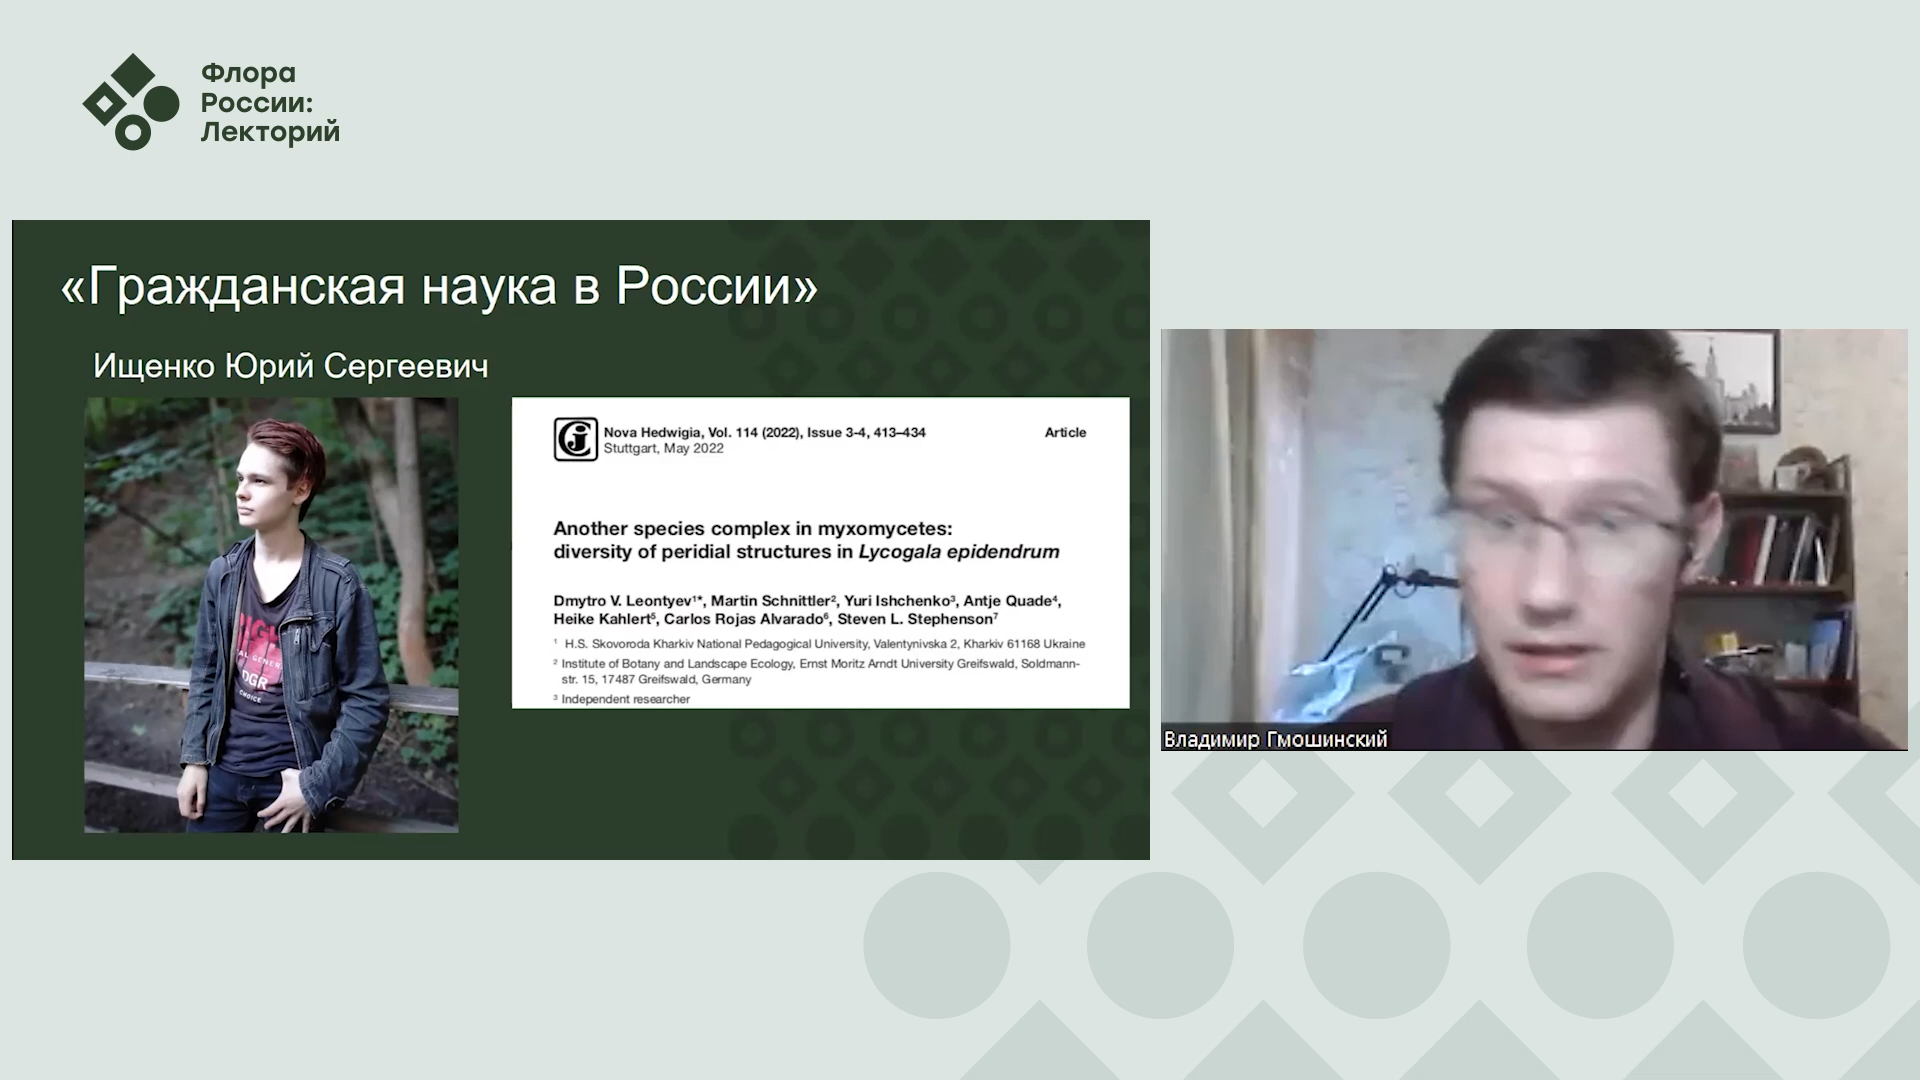 Флора
России:
Лекторий
«Гражданская наука в России»
Ищенко Юрий Сергеевич
Nova Hedwigia, Vol. 114 (2022), Issue 3-4, 413–434
Article
Stuttgart, May 2022
Another species complex in myxomycetes:
diversity of peridial structures in Lycogala epidendrum
Dmytro V. Leontyev¹*, Martin Schnittler², Yuri Ishchenko³, Antje Quade⁴,
Heike Kahlert⁵, Carlos Rojas Alvarado⁶, Steven L. Stephenson⁷
¹ H.S. Skovoroda Kharkiv National Pedagogical University, Valentynivska 2, Kharkiv 61168 Ukraine
² Institute of Botany and Landscape Ecology, Ernst Moritz Arndt University Greifswald, Soldmann-
str. 15, 17487 Greifswald, Germany
³ Independent researcher
DGR
CHOICE
Владимир Гмошинский